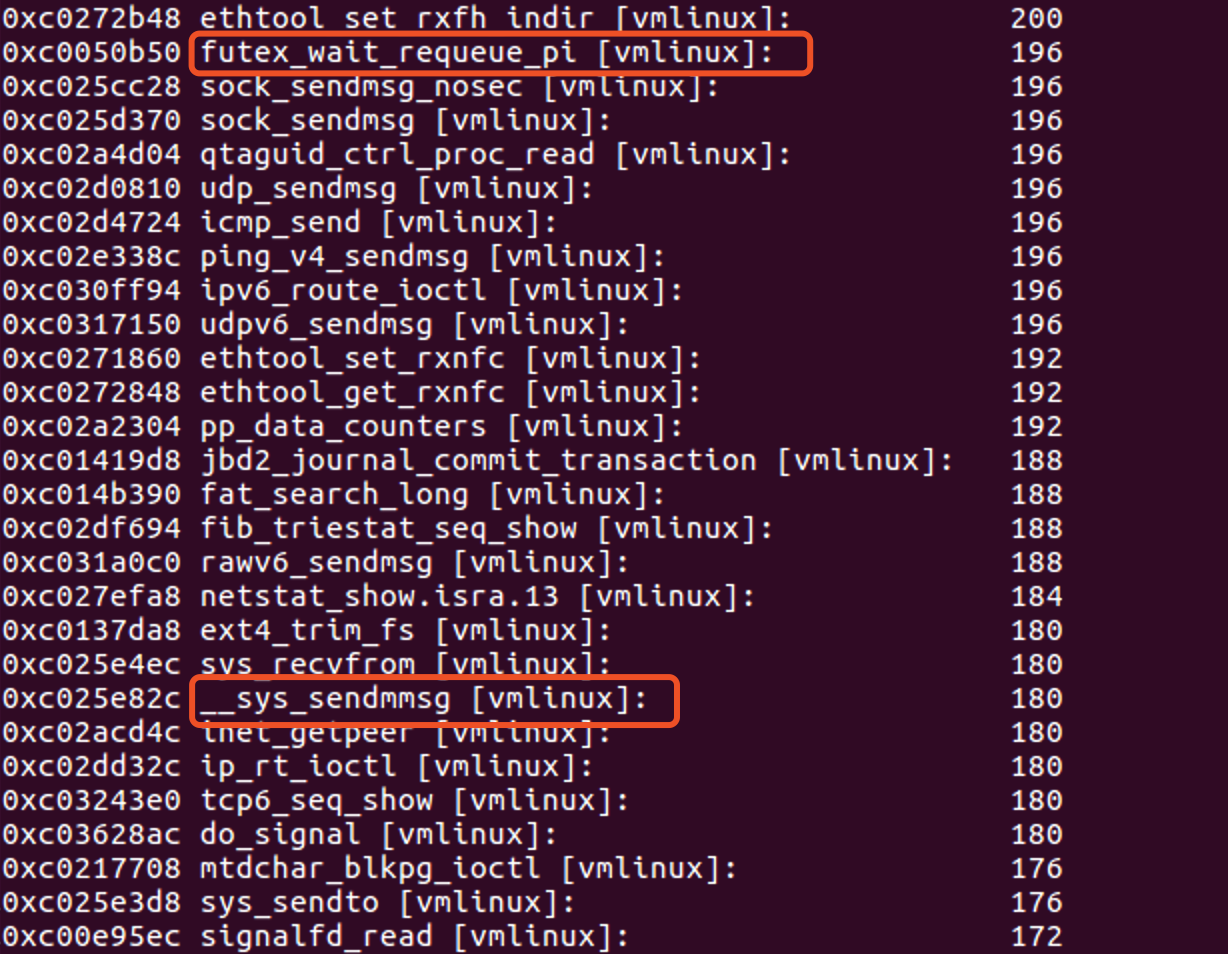 0xc0272b48 ethtool_set_rxfh_indir [vmlinux]: 200
0xc0050b50 futex_wait_requeue_pi [vmlinux]: 196
0xc025cc28 sock_sendmsg_nosec [vmlinux]: 196
0xc025d370 sock_sendmsg [vmlinux]: 196
0xc02a4d04 qtaguid_ctrl_proc_read [vmlinux]: 196
0xc02d0810 udp_sendmsg [vmlinux]: 196
0xc02d4724 icmp_send [vmlinux]: 196
0xc02e338c ping_v4_sendmsg [vmlinux]: 196
0xc030ff94 ipv6_route_ioctl [vmlinux]: 196
0xc0317150 udpv6_sendmsg [vmlinux]: 196
0xc0271860 ethtool_set_rxnfc [vmlinux]: 192
0xc0272848 ethtool_get_rxnfc [vmlinux]: 192
0xc02a2304 pp_data_counters [vmlinux]: 192
0xc01419d8 jbd2_journal_commit_transaction [vmlinux]: 188
0xc014b390 fat_search_long [vmlinux]: 188
0xc02df694 fib_triestat_seq_show [vmlinux]: 188
0xc031a0c0 rawv6_sendmsg [vmlinux]: 188
0xc027efa8 netstat_show.isra.13 [vmlinux]: 184
0xc0137da8 ext4_trim_fs [vmlinux]: 180
0xc025e4ec sys_recvfrom [vmlinux]: 180
0xc025e82c __sys_sendmmsg [vmlinux]: 180
0xc02acd4c inet_getpeer [vmlinux]: 180
0xc02dd32c ip_rt_ioctl [vmlinux]: 180
0xc03243e0 tcp6_seq_show [vmlinux]: 180
0xc03628ac do_signal [vmlinux]: 180
0xc0217708 mtdchar_blkpg_ioctl [vmlinux]: 176
0xc025e3d8 sys_sendto [vmlinux]: 176
0xc00e95ec signalfd_read [vmlinux]: 172